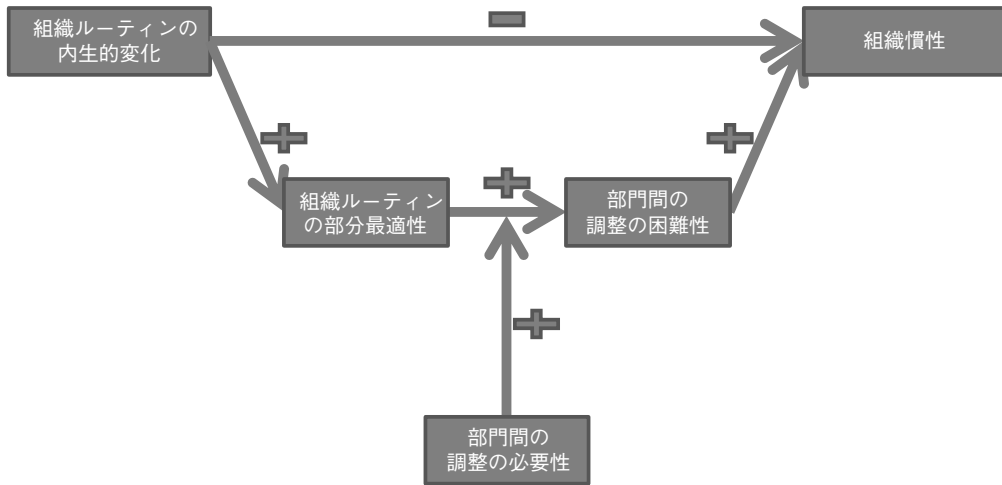 組織ルーティンの
内生的変化
組織慣性
組織ルーティン
の部分最適性
部門間の
調整の困難性
部門間の
調整の必要性